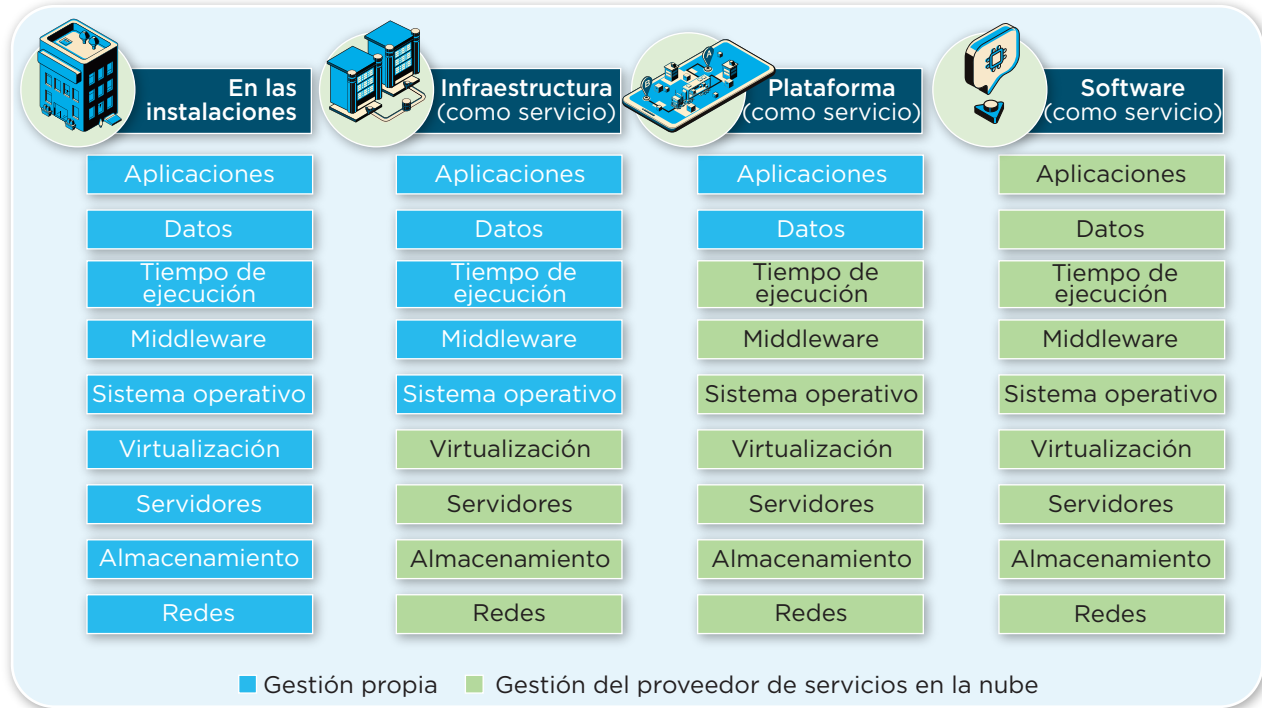 En las
instalaciones
Infraestructura
(como servicio)
Plataforma
(como servicio)
Software
(como servicio)
Aplicaciones
Aplicaciones
Aplicaciones
Aplicaciones
Datos
Datos
Datos
Datos
Tiempo de
ejecución
Tiempo de
ejecución
Tiempo de
ejecución
Tiempo de
ejecución
Middleware
Middleware
Middleware
Middleware
Sistema operativo
Sistema operativo
Sistema operativo
Sistema operativo
Virtualización
Virtualización
Virtualización
Virtualización
Servidores
Servidores
Servidores
Servidores
Almacenamiento
Almacenamiento
Almacenamiento
Almacenamiento
Redes
Redes
Redes
Redes
Gestión propia
Gestión del proveedor de servicios en la nube